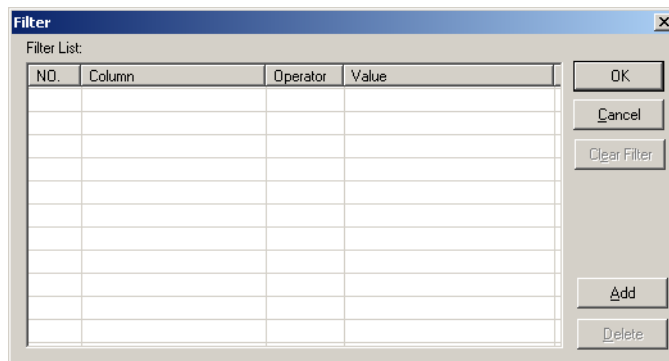 Filter
Filter List:
NO. Column Operator Value
OK
Cancel
Clear Filter
Add
Delete